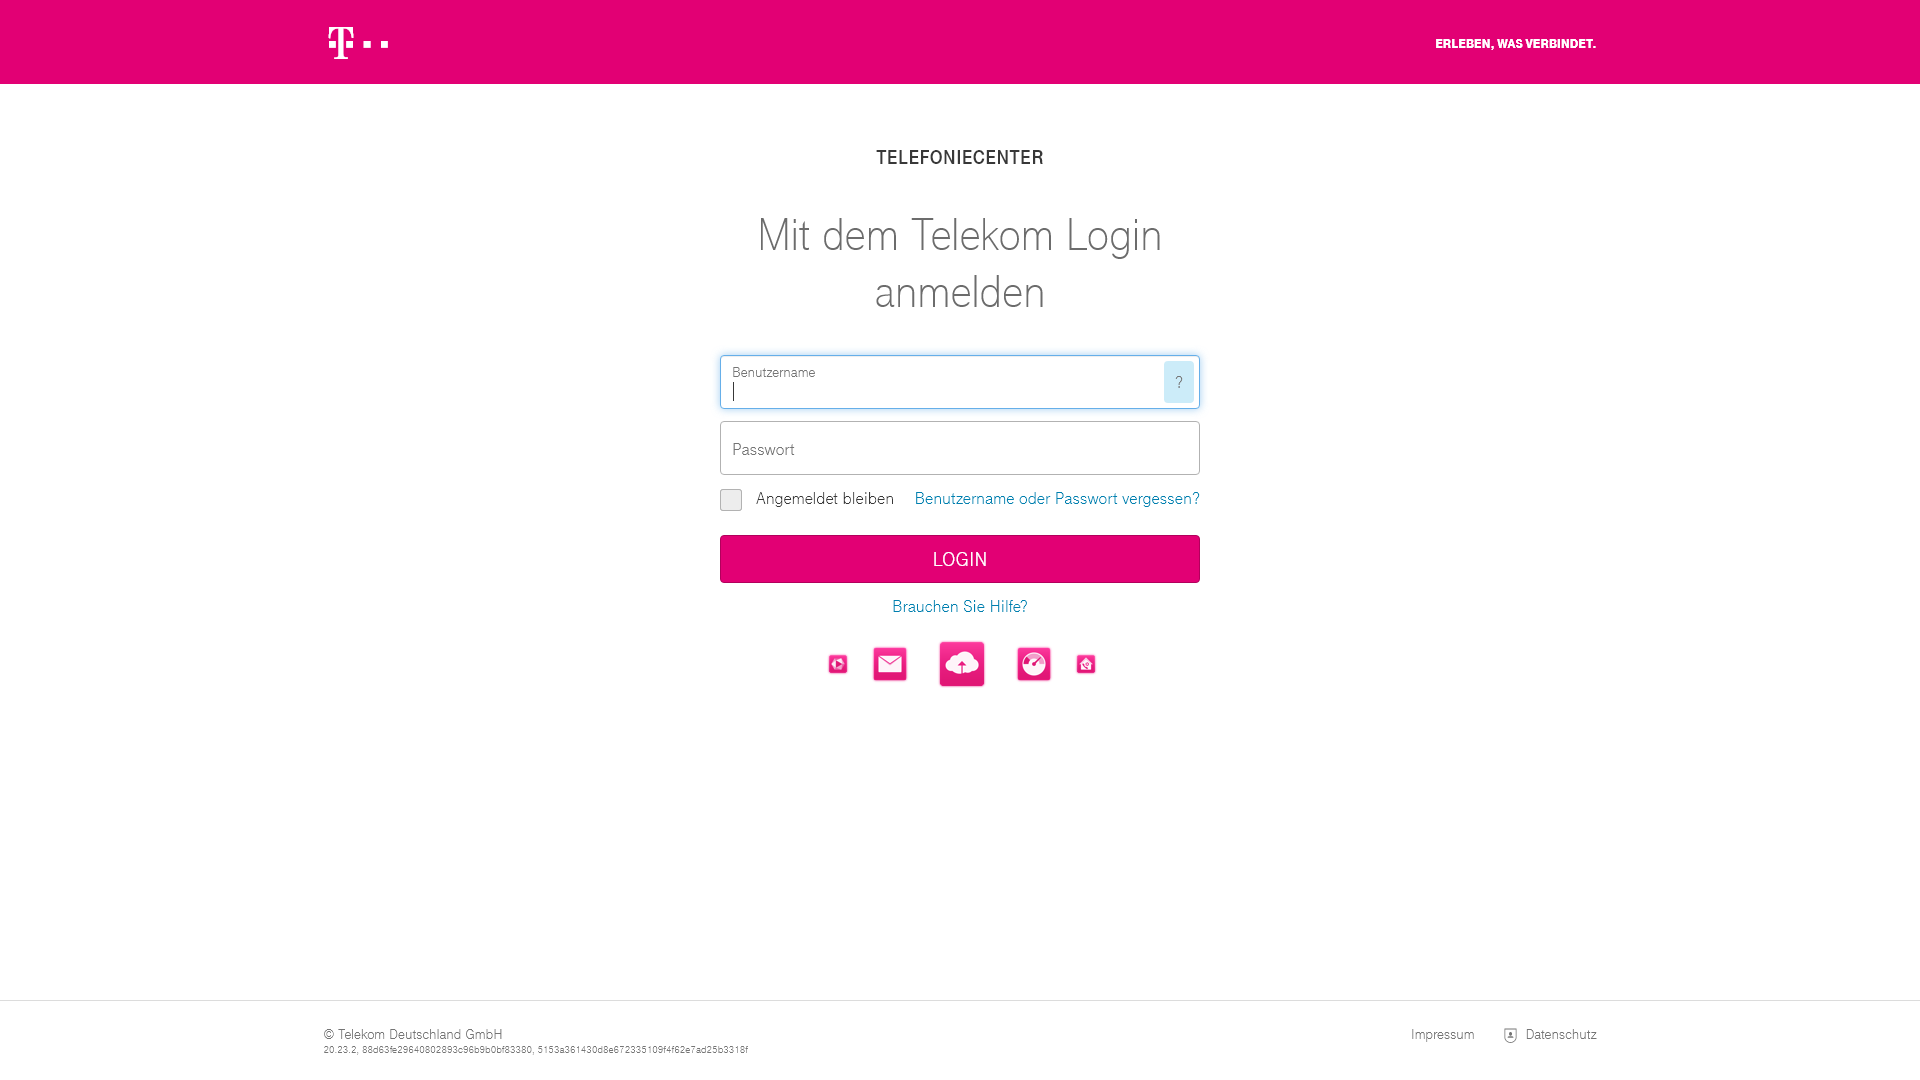 T
ERLEBEN, WAS VERBINDET.
TELEFONIECENTER
Mit dem Telekom Login
anmelden
Benutzername
?
Passwort
Angemeldet bleiben
Benutzername oder Passwort vergessen?
LOGIN
Brauchen Sie Hilfe?
© Telekom Deutschland GmbH
Impressum
Datenschutz
20.23.2, 88d63fe29640802893c96b9b0bf83380, 5153a361430d8e672335109f4f62e7ad25b3318f